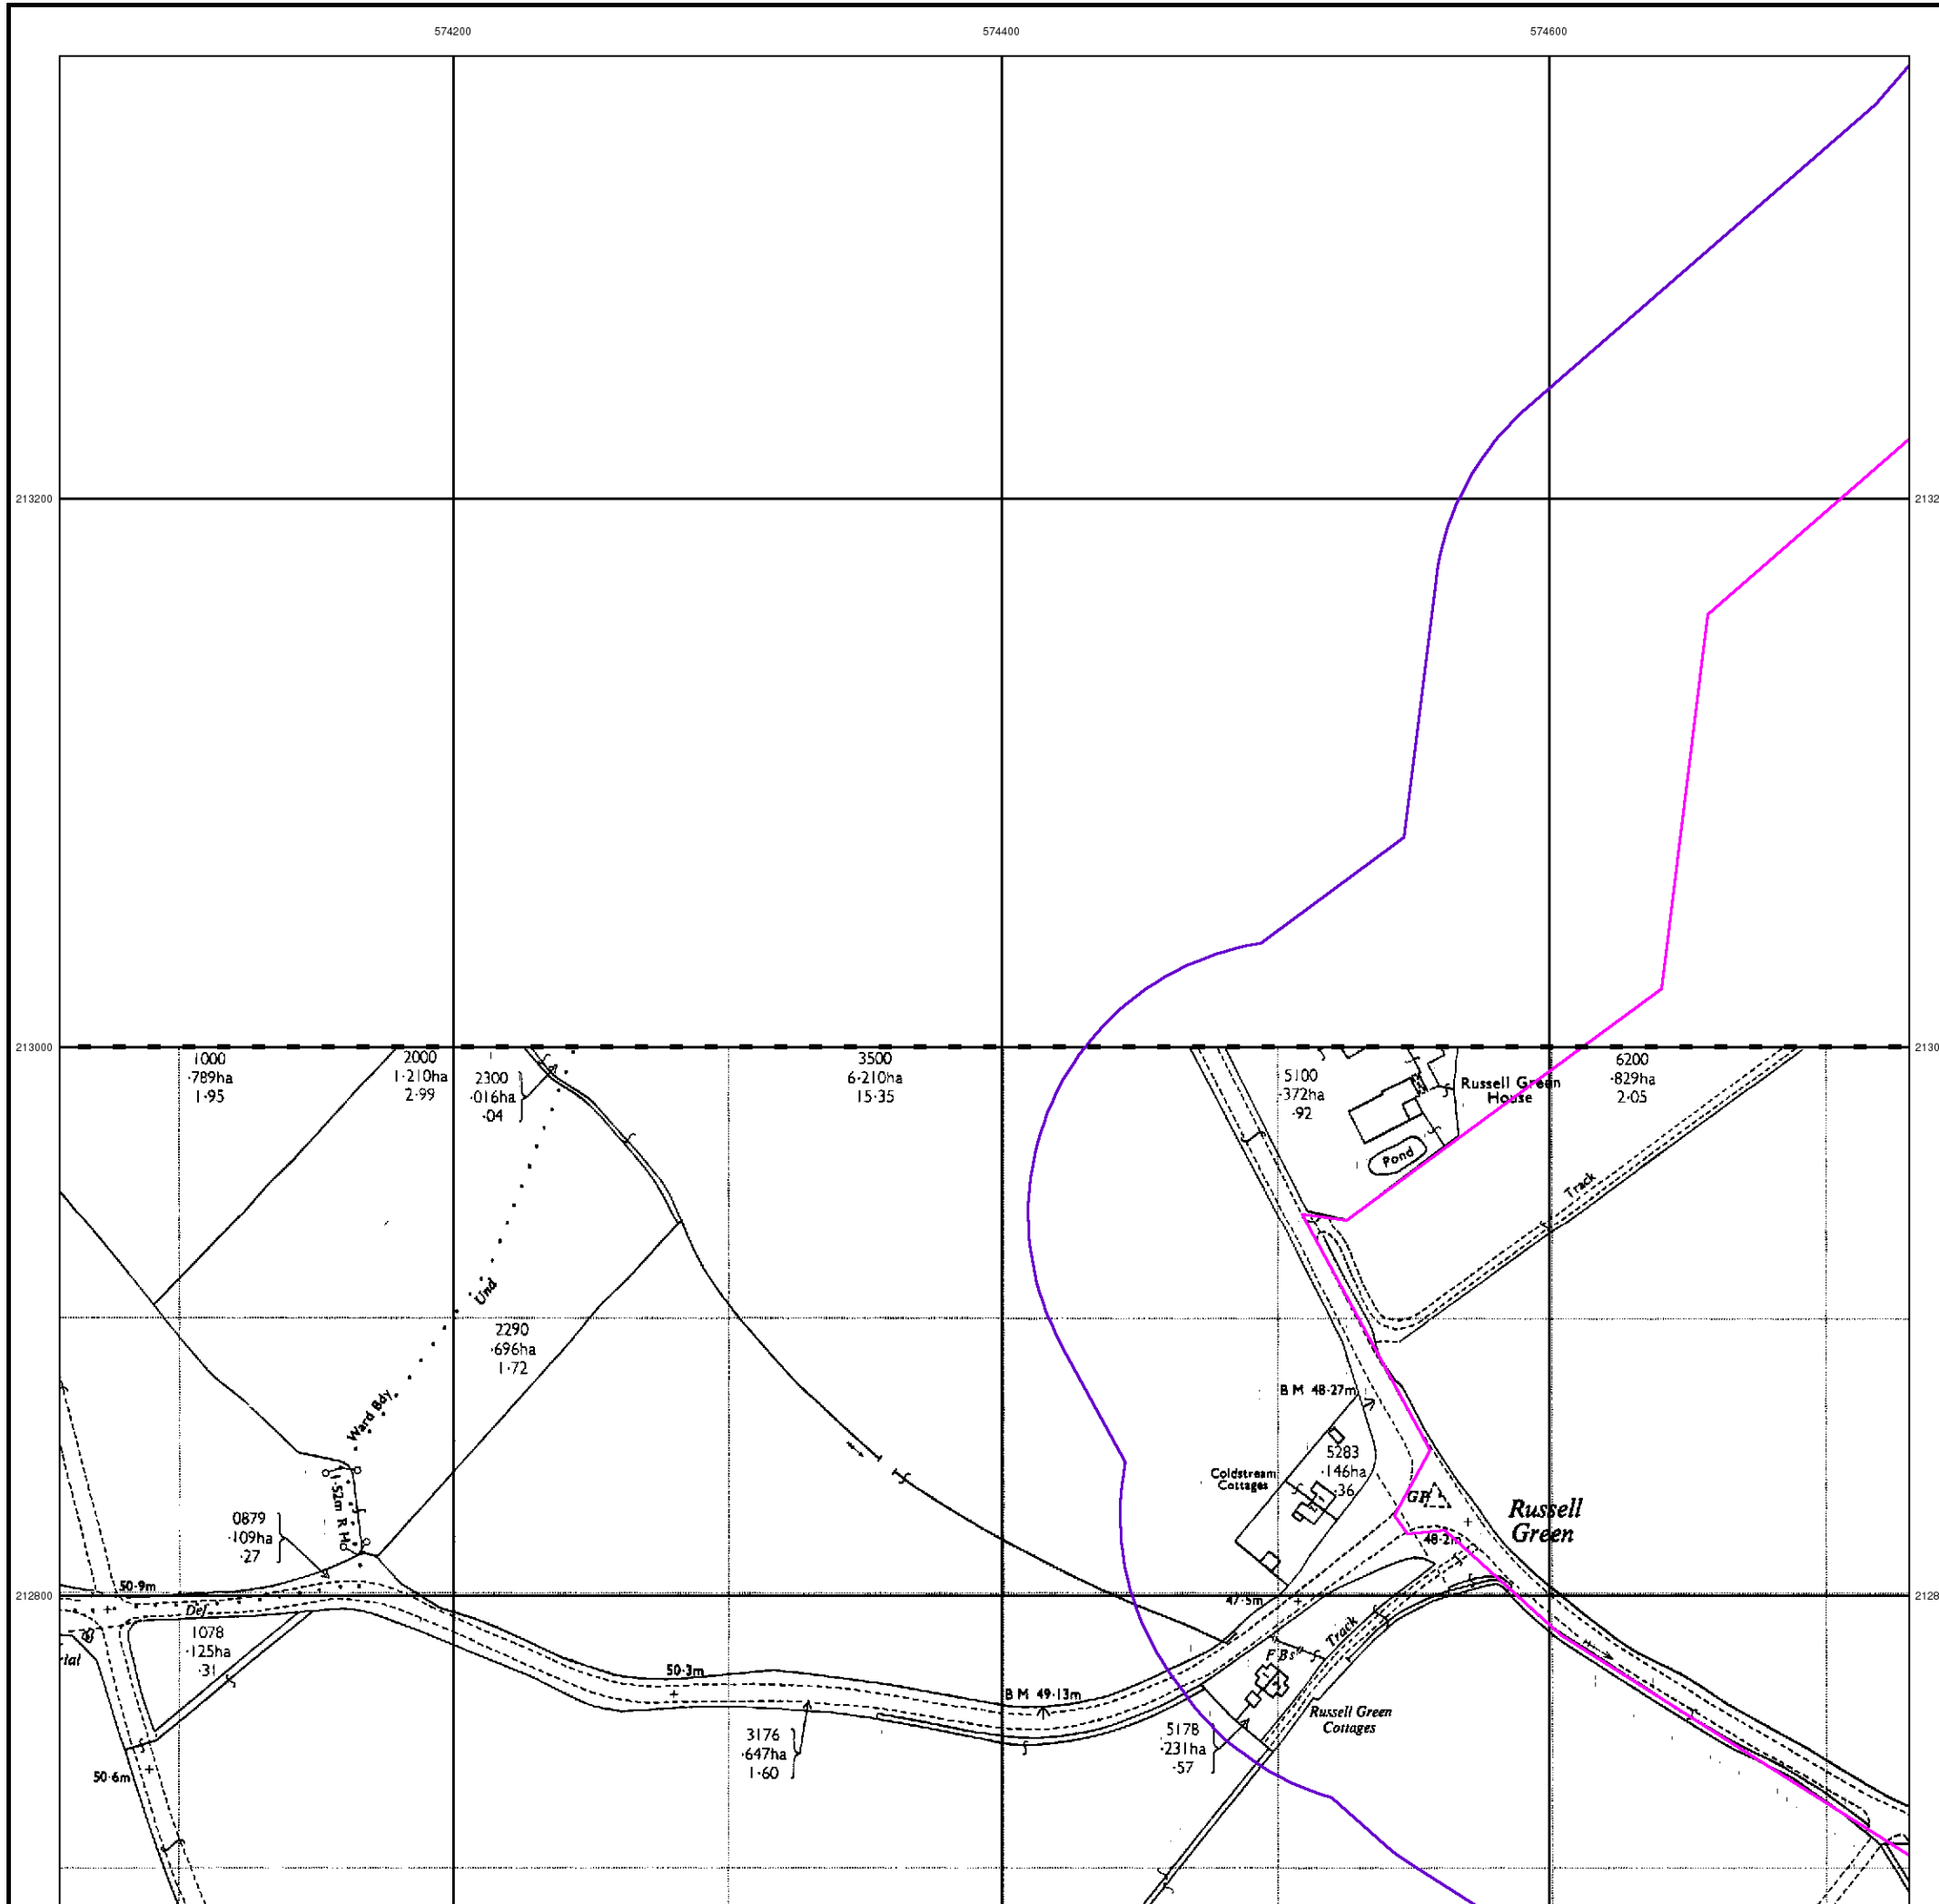 574200
574400
574600
213200
2132
213000
2130
1000
·789ha
1·95
2000
1·210ha
2·99
2300
·016ha
·04
3500
6·210ha
15·35
5100
·372ha
·92
Russell Green
House
6200
·829ha
2·05
Pond
Track
Und
2290
·696ha
1·72
Ward Bdy
B M 48·27m
5283
·146ha
·36
Coldstream
Cottages
GP
Russell
Green
1·52m R H
0879
·109ha
·27
48·2m
50·9m
212800
2128
Def
47·5m
1078
·125ha
·31
rial
Track
F Bs
50·3m
B M 49·13m
Russell Green
Cottages
3176
·647ha
1·60
5178
·231ha
·57
50·6m